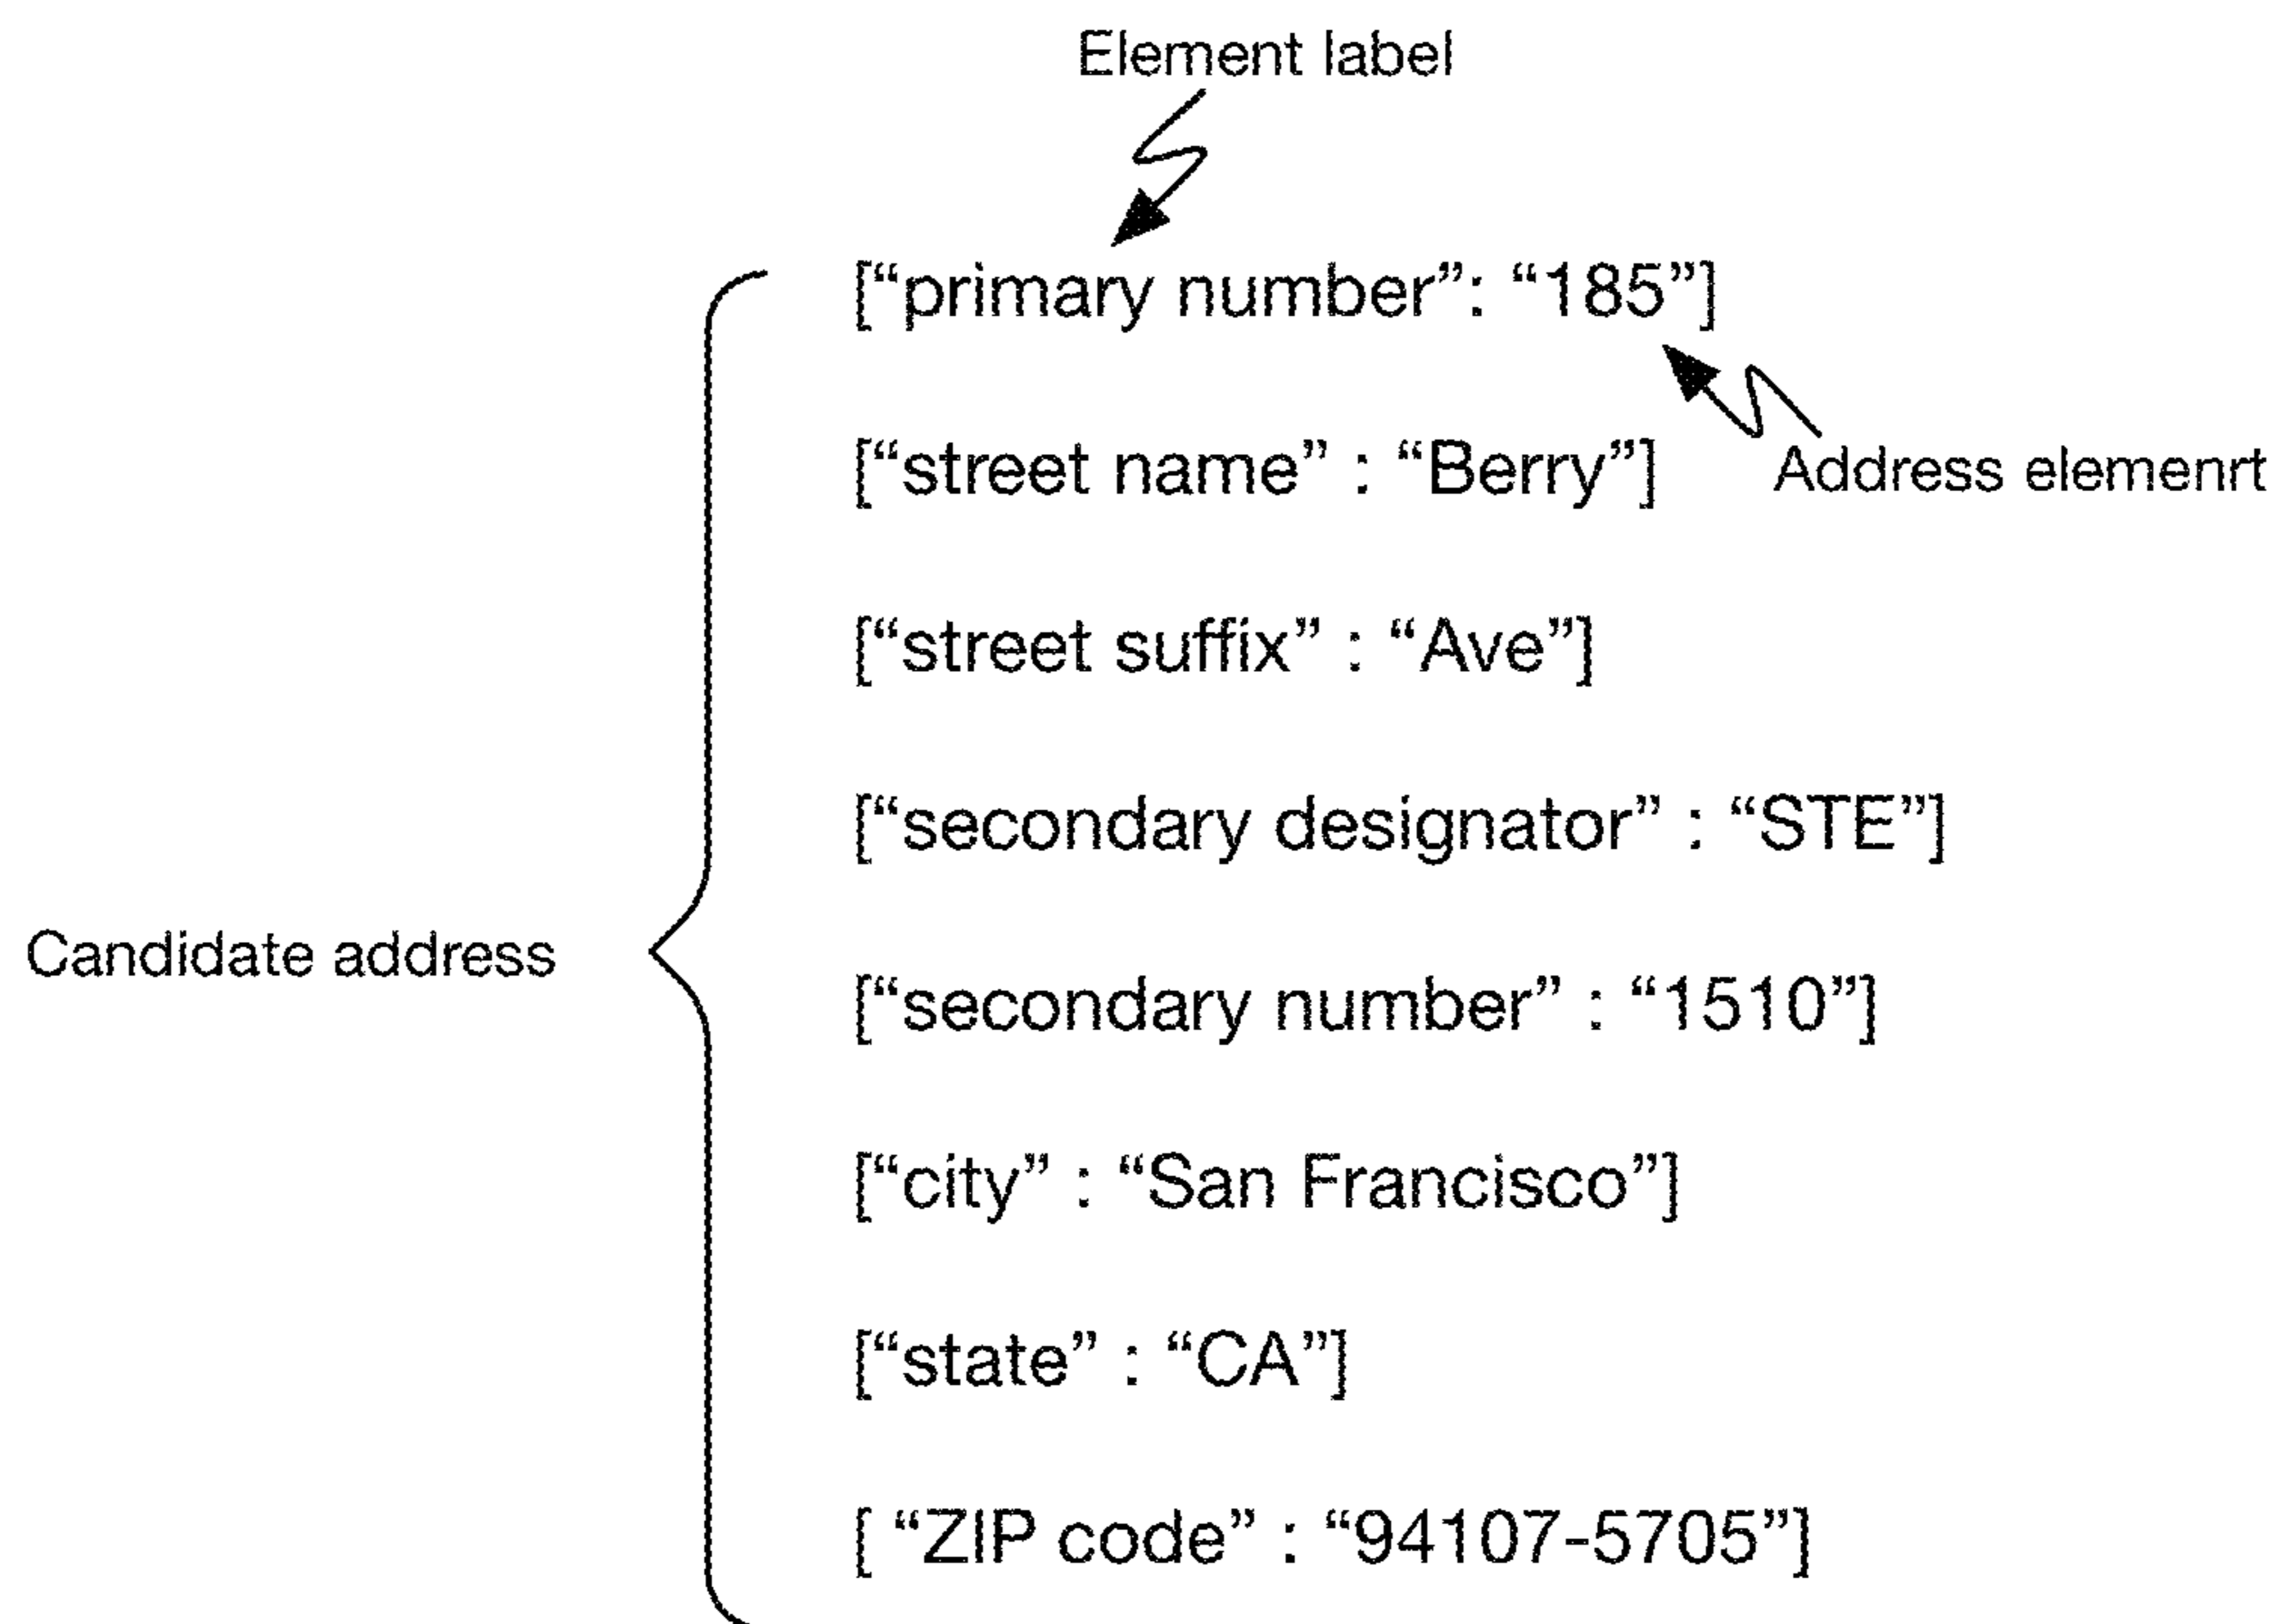 Element label
[“primary number”: “185”]
[“street name” : “Berry”]
Address elemenrt
[“street suffix” : “Ave”]
[“secondary designator” : “STE”]
Candidate address
[“secondary number” : “1510”]
[“city” : “San Francisco”]
[“state” : “CA”]
[ “ZIP code” : “94107-5705”]